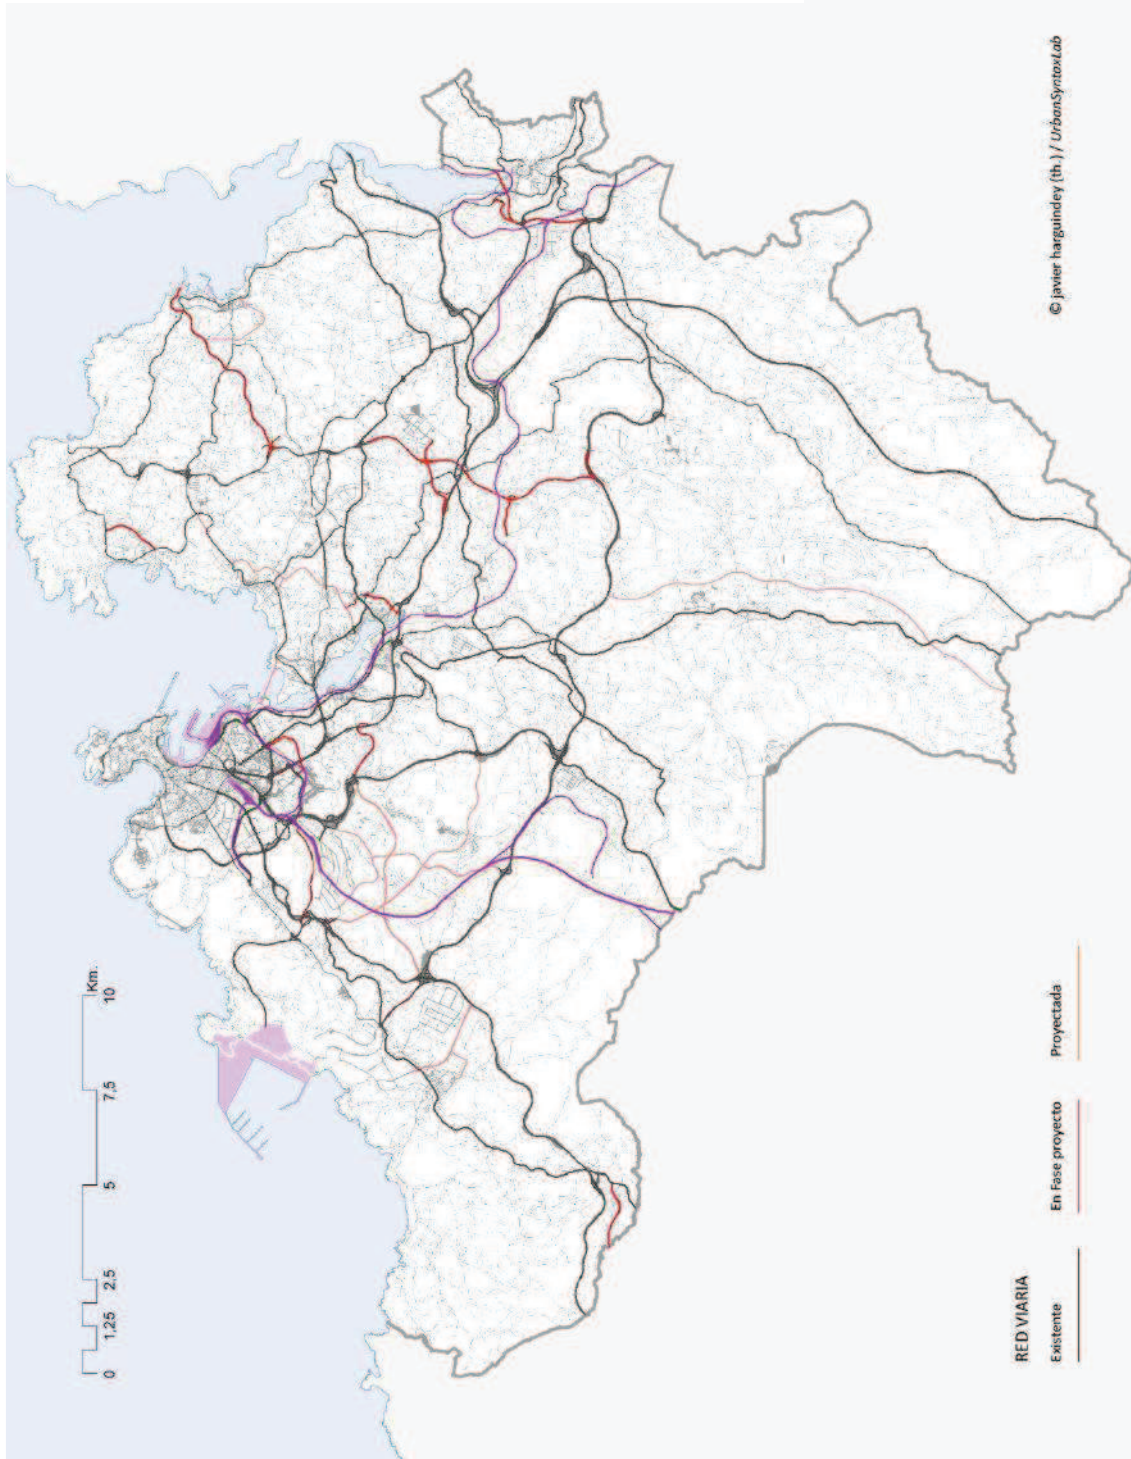 0 1,25 2,5 5 7,5 10 Km.
RED VIARIA
Existente En Fase proyecto Proyectada
© javier harguindey (th.) / UrbanSyntaxLab